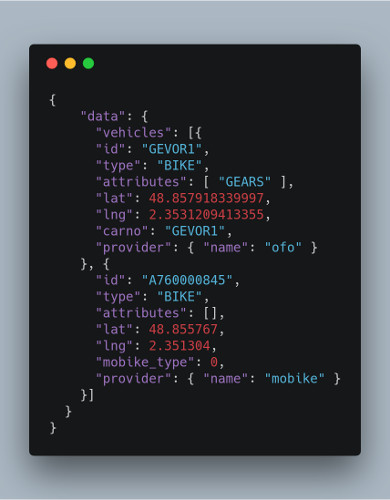 {
    "data": {
      "vehicles": [{
      "id": "GEVOR1",
      "type": "BIKE",
      "attributes": [ "GEARS" ],
      "lat": 48.857918339997,
      "lng": 2.3531209413355,
      "carno": "GEVOR1",
      "provider": { "name": "ofo" }
    }, {
      "id": "A760000845",
      "type": "BIKE",
      "attributes": [],
      "lat": 48.855767,
      "lng": 2.351304,
      "mobike_type": 0,
      "provider": { "name": "mobike" }
    }]
  }
}